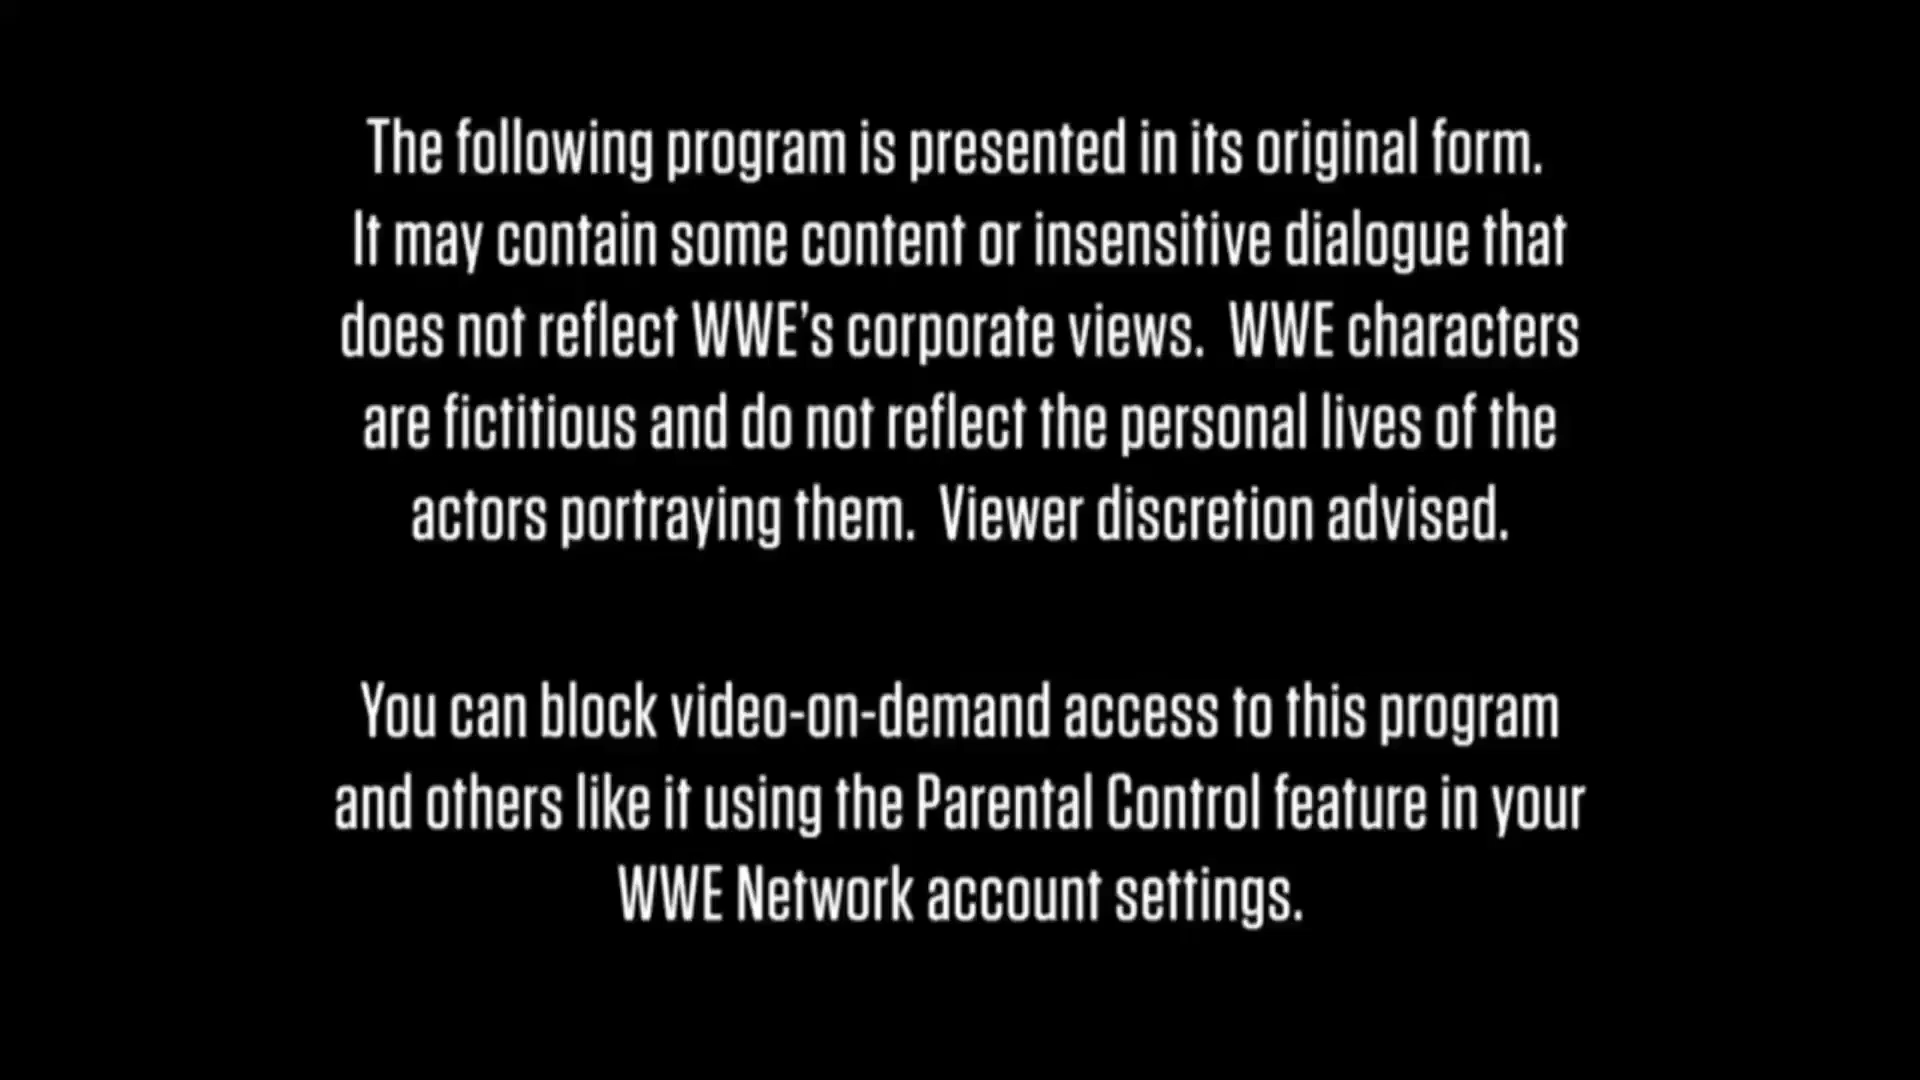 The following program is presented in its original form.
It may contain some content or insensitive dialogue that
does not reflect WWE's corporate views.  WWE characters
are fictitious and do not reflect the personal lives of the
actors portraying them.  Viewer discretion advised.
You can block video-on-demand access to this program
and others like it using the Parental Control feature in your
WWE Network account settings.